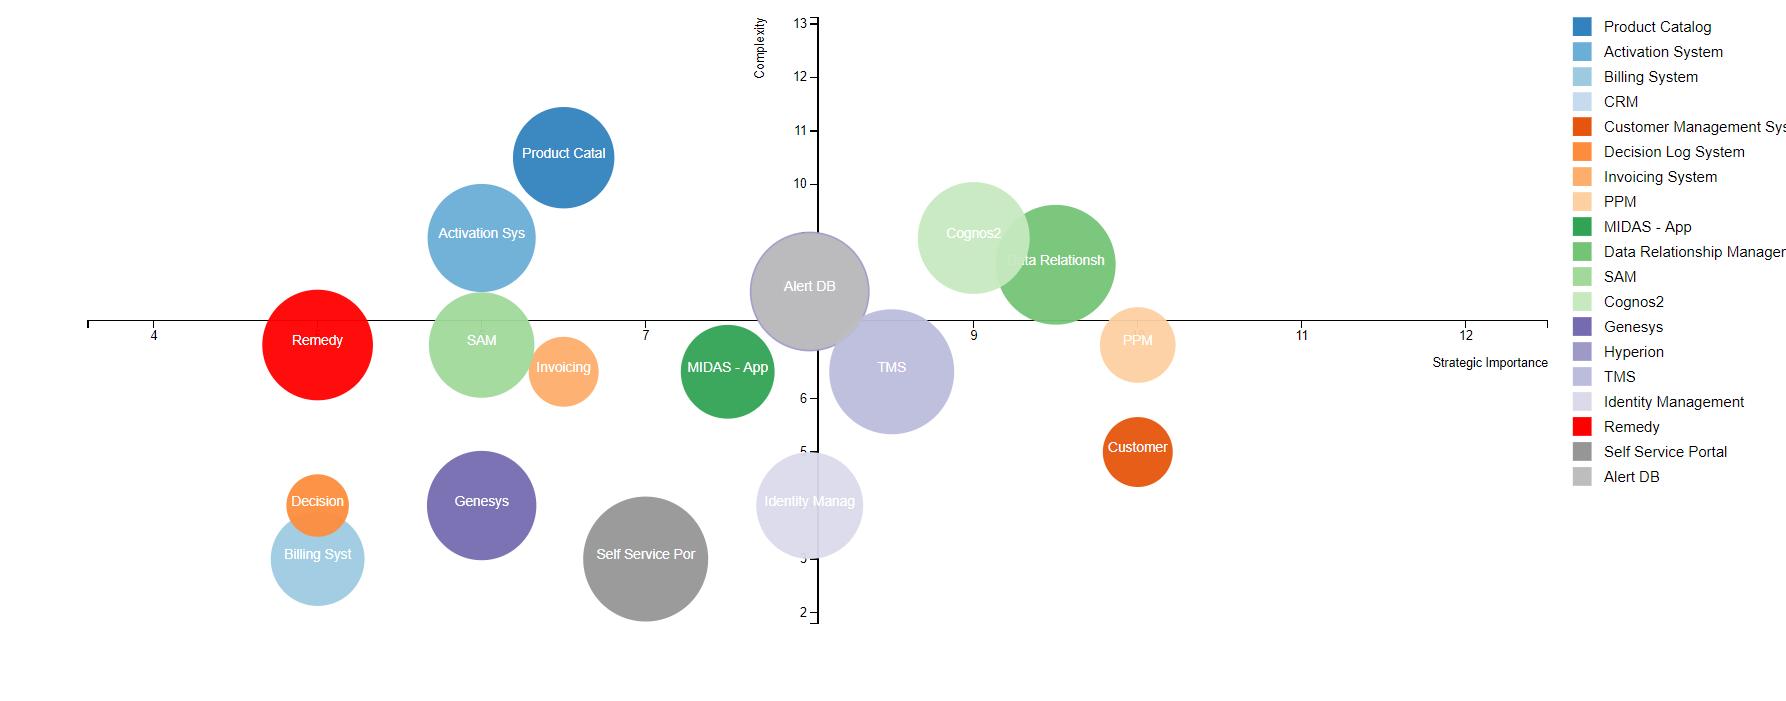 Complexity
13
12
11
10
Product Catal
Activation Sys
Cognos2
Data Relationsh
Alert DB
4
7
9
11
12
Remedy
SAM
PPM
Strategic Importance
Invoicing
MIDAS - App
TMS
6
5
Customer
Decision
Genesys
Identity Manag
Billing Syst
Self Service Por
3
2
Product Catalog
Activation System
Billing System
CRM
Customer Management Sys
Decision Log System
Invoicing System
PPM
MIDAS - App
Data Relationship Manager
SAM
Cognos2
Genesys
Hyperion
TMS
Identity Management
Remedy
Self Service Portal
Alert DB